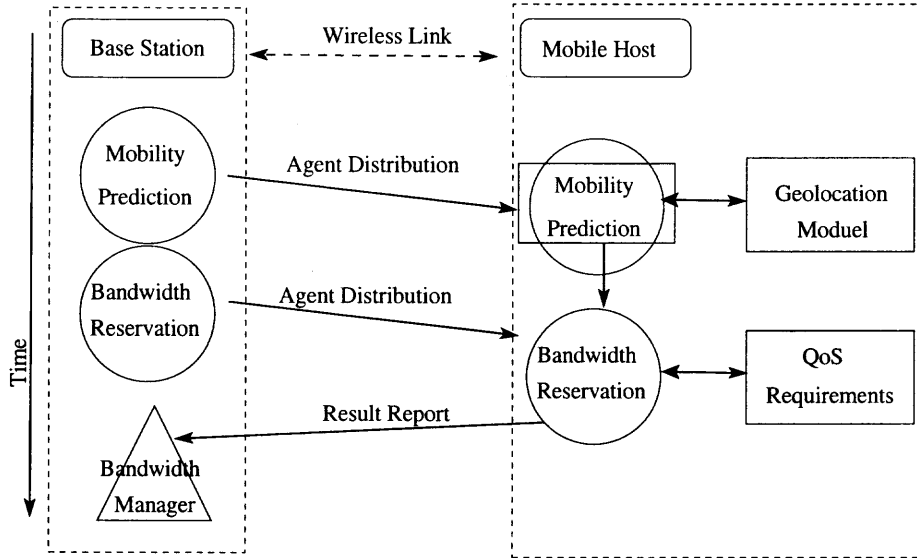 Base Station
Wireless Link
Mobile Host
Mobility
Prediction
Agent Distribution
Mobility
Prediction
Geolocation
Moduel
Bandwidth
Reservation
Agent Distribution
Bandwidth
Reservation
QoS
Requirements
Time
Result Report
Bandwidth
Manager